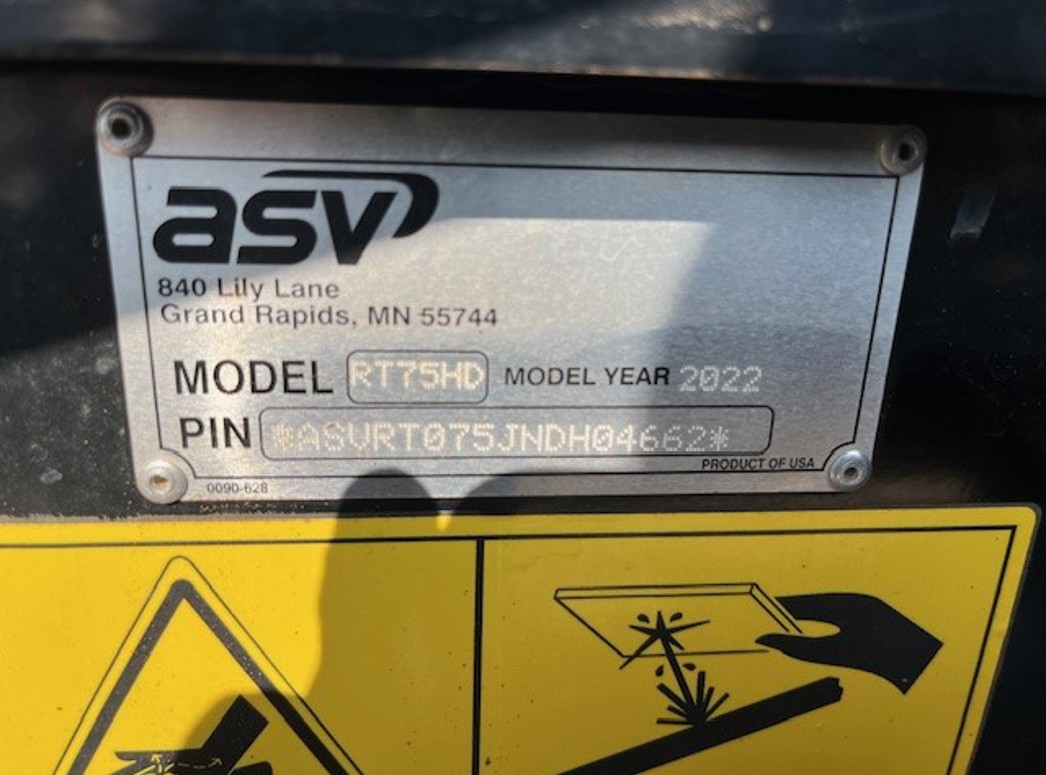 asv
840 Lily Lane
Grand Rapids, MN 55744
MODEL RT75HD MODEL YEAR 2022
PIN *ASVRT075JNDH04662*
PRODUCT OF USA
0090-628